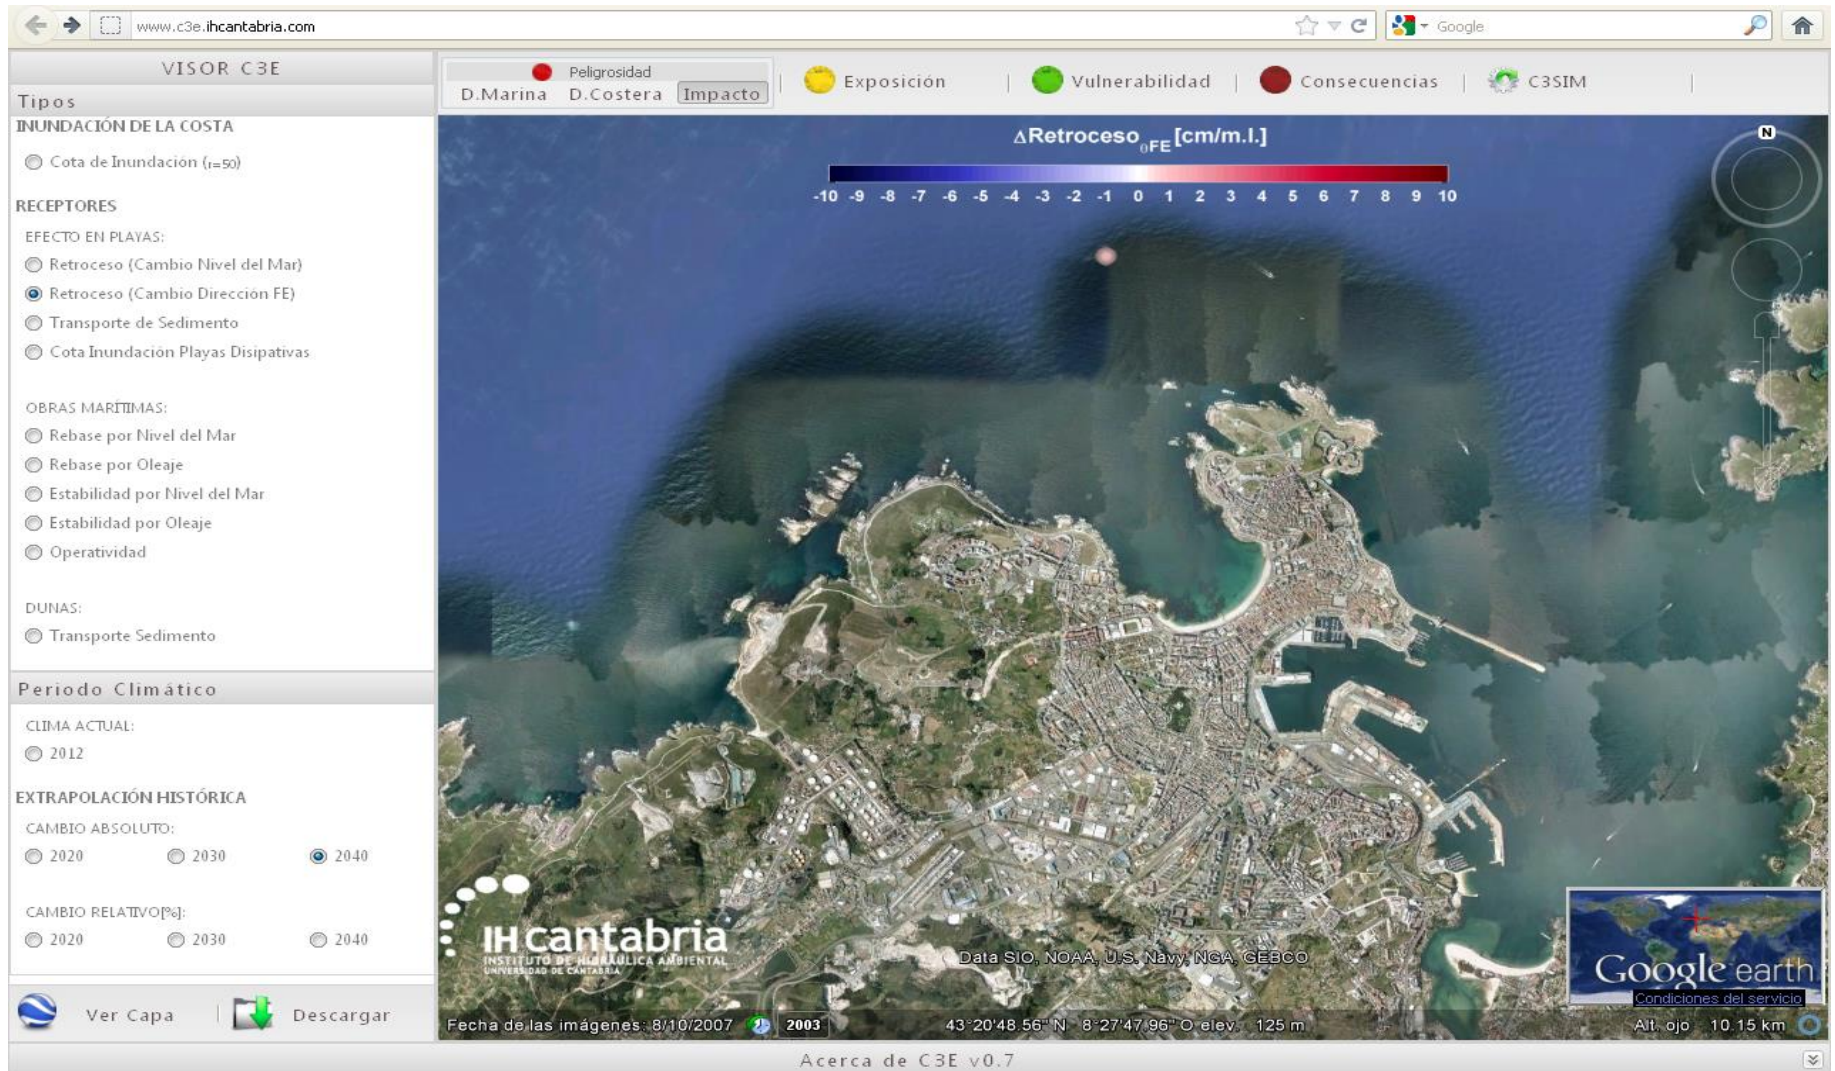 www.c3e.ihcantabria.com
Google
VISOR C3E
Tipos
INUNDACIÓN DE LA COSTA
Cota de Inundación (r=50)
RECEPTORES
EFECTO EN PLAYAS:
Retroceso (Cambio Nivel del Mar)
Retroceso (Cambio Dirección FE)
Transporte de Sedimento
Cota Inundación Playas Disipativas
OBRAS MARÍTIMAS:
Rebase por Nivel del Mar
Rebase por Oleaje
Estabilidad por Nivel del Mar
Estabilidad por Oleaje
Operatividad
DUNAS:
Transporte Sedimento
Periodo Climático
CLIMA ACTUAL:
2012
EXTRAPOLACIÓN HISTÓRICA
CAMBIO ABSOLUTO:
2020 2030 2040
CAMBIO RELATIVO[%]:
2020 2030 2040
Ver Capa | Descargar
Peligrosidad
D.Marina D.Costera Impacto
| Exposición | Vulnerabilidad | Consecuencias | C3SIM |
ΔRetroceso θFE [cm/m.l.]
-10 -9 -8 -7 -6 -5 -4 -3 -2 -1 0 1 2 3 4 5 6 7 8 9 10
N
IH cantabria
INSTITUTO DE HIDRÁULICA AMBIENTAL
UNIVERSIDAD DE CANTABRIA
Data SIO, NOAA, U.S. Navy, NGA, GEBCO
Google earth
Condiciones del servicio
Fecha de las imágenes: 8/10/2007 2003 43°20'48.56" N 8°27'47.96" O elev. 125 m Alt. ojo 10.15 km
Acerca de C3E v0.7